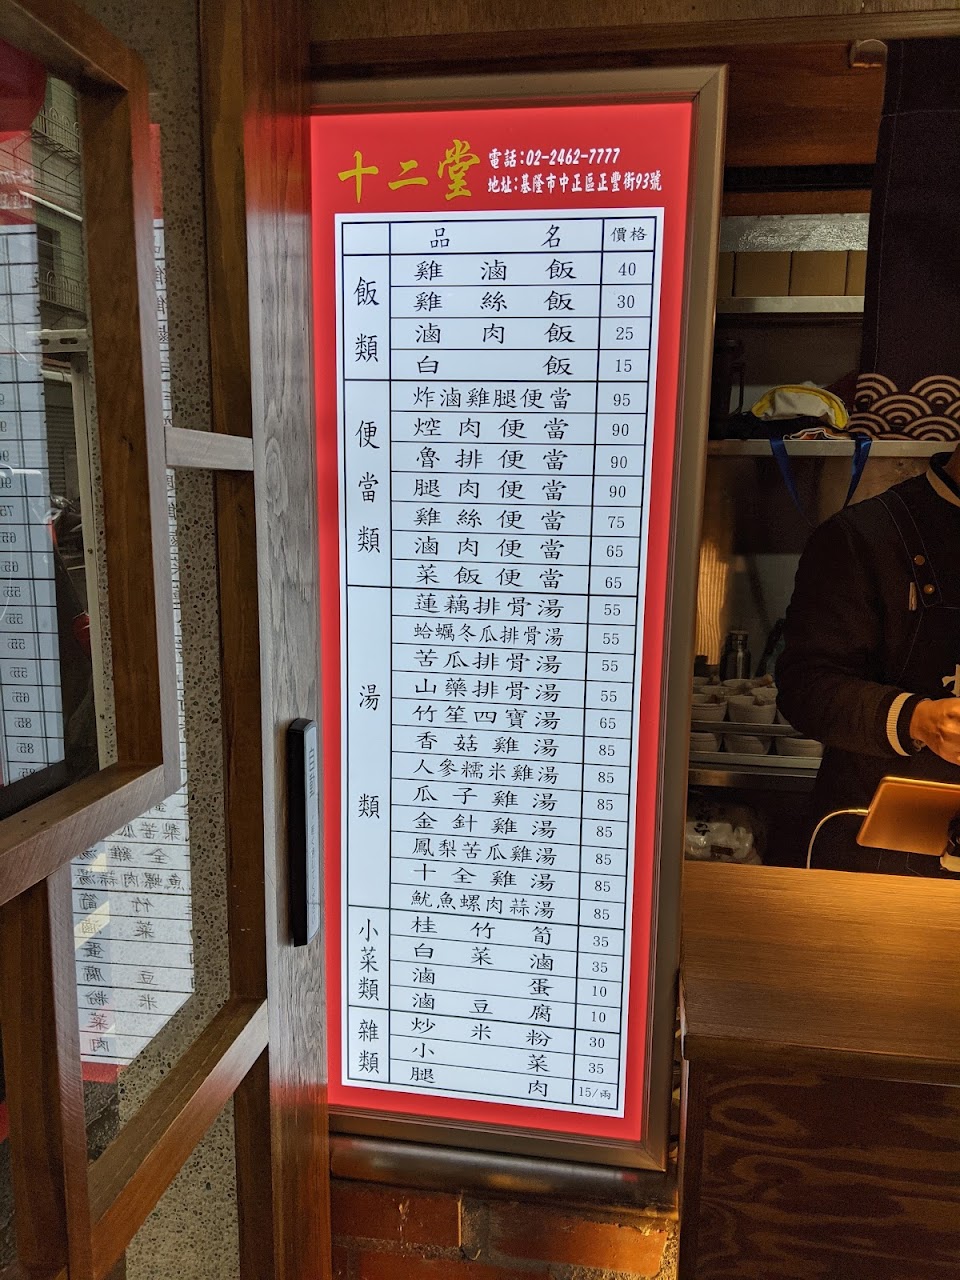 十二堂
電話:02-2462-7777
地址:基隆市中正區正豐街93號
品名 價格
飯類
雞滷飯 40
雞絲飯 30
滷肉飯 25
白飯 15
便當類
炸滷雞腿便當 95
焢肉便當 90
魯排便當 90
腿肉便當 90
雞絲便當 75
滷肉便當 65
菜飯便當 65
湯類
蓮藕排骨湯 55
蛤蠣冬瓜排骨湯 55
苦瓜排骨湯 55
山藥排骨湯 55
竹笙四寶湯 65
香菇雞湯 85
人參糯米雞湯 85
瓜子雞湯 85
金針雞湯 85
鳳梨苦瓜雞湯 85
十全雞湯 85
魷魚螺肉蒜湯 85
小菜類
桂竹筍 35
白菜滷 35
滷蛋 10
滷豆腐 10
雜類
炒米粉 30
小菜 35
腿肉 15/兩
自動